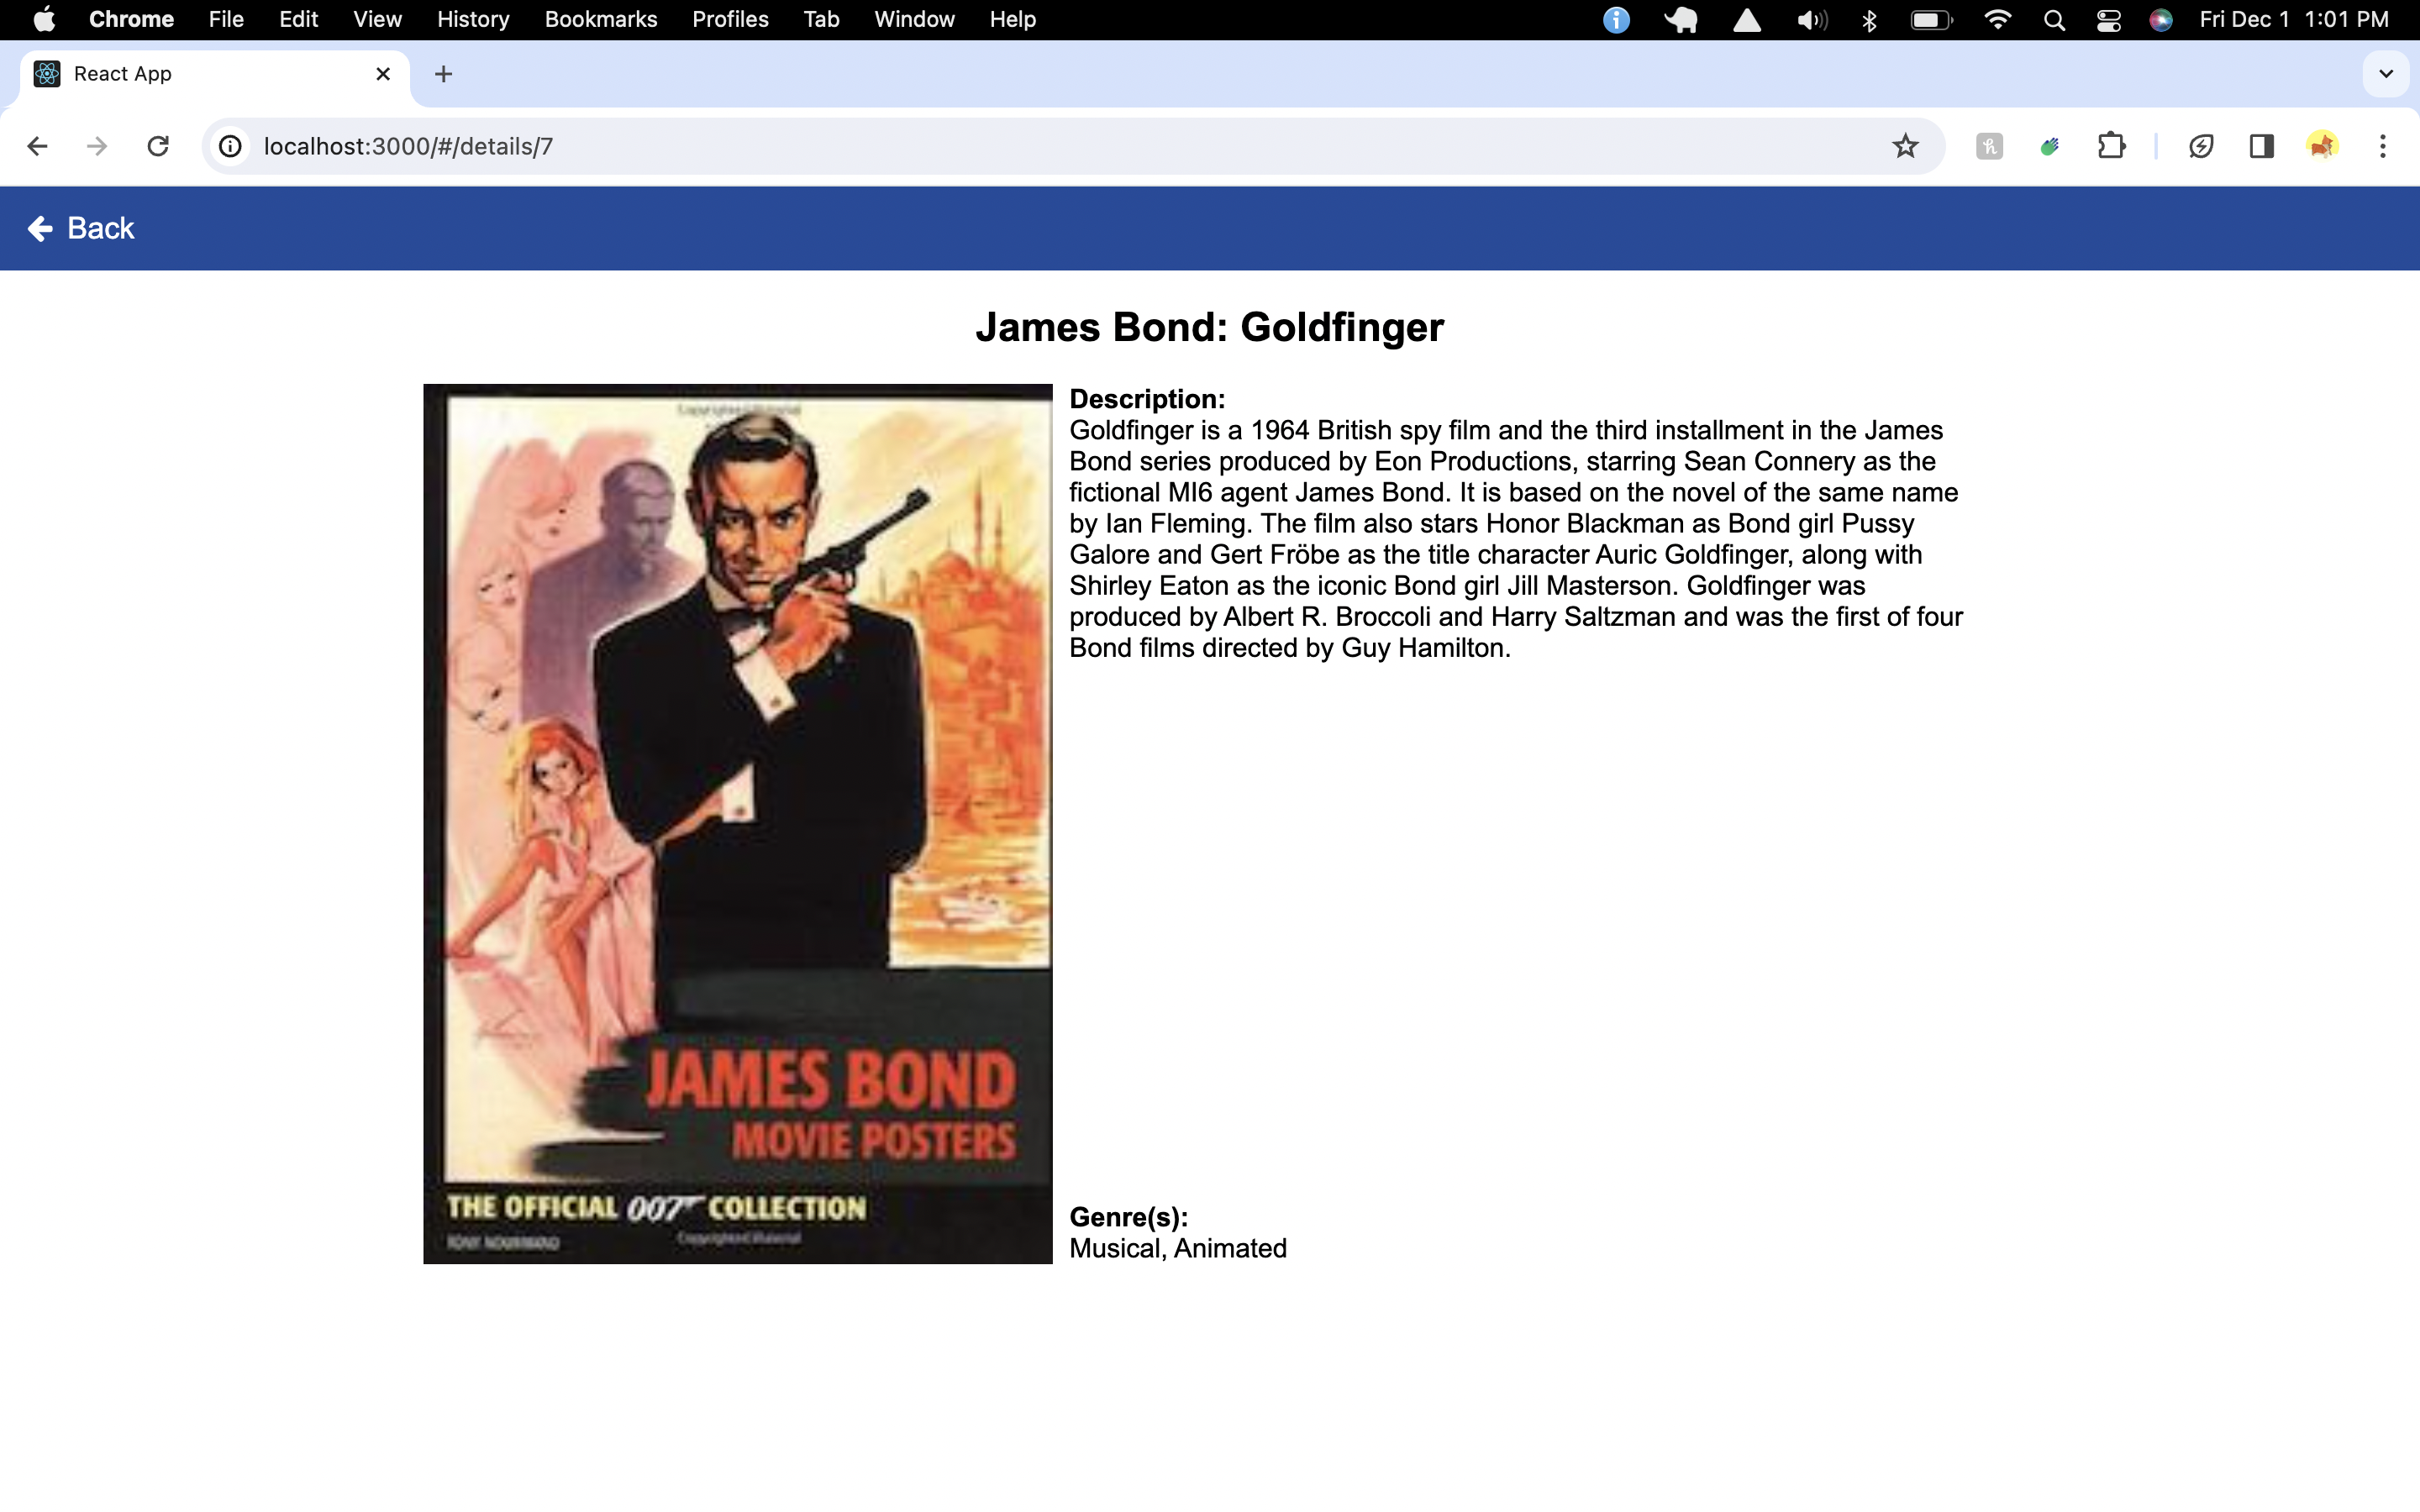 Chrome File Edit View History Bookmarks Profiles Tab Window Help Fri Dec 1 1:01 PM
React App
localhost:3000/#/details/7
Back
James Bond: Goldfinger
Description:
Goldfinger is a 1964 British spy film and the third installment in the James
Bond series produced by Eon Productions, starring Sean Connery as the
fictional MI6 agent James Bond. It is based on the novel of the same name
by Ian Fleming. The film also stars Honor Blackman as Bond girl Pussy
Galore and Gert Fröbe as the title character Auric Goldfinger, along with
Shirley Eaton as the iconic Bond girl Jill Masterson. Goldfinger was
produced by Albert R. Broccoli and Harry Saltzman and was the first of four
Bond films directed by Guy Hamilton.
Copyrighted Material
JAMES BOND
MOVIE POSTERS
THE OFFICIAL 007 COLLECTION
TONY NOURMAND
Copyrighted Material
Genre(s):
Musical, Animated